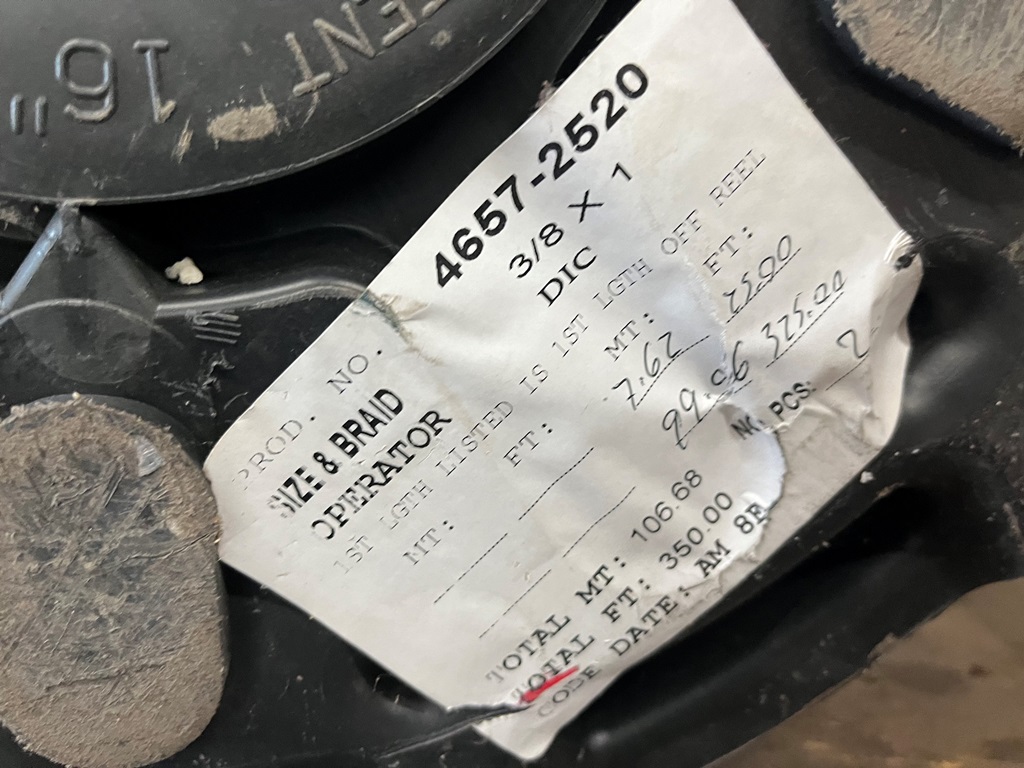 16"
4657-2520
3/8 X 1
DIC
PROD. NO.
SIZE & BRAID
OPERATOR
1ST LGTH LISTED IS 1ST LGTH OFF REEL
MT: FT: MT: FT:
7.62 25.00
99.06 325.00
NO. PCS: 2
TOTAL MT: 106.68
TOTAL FT: 350.00
CODE DATE: AM 8F